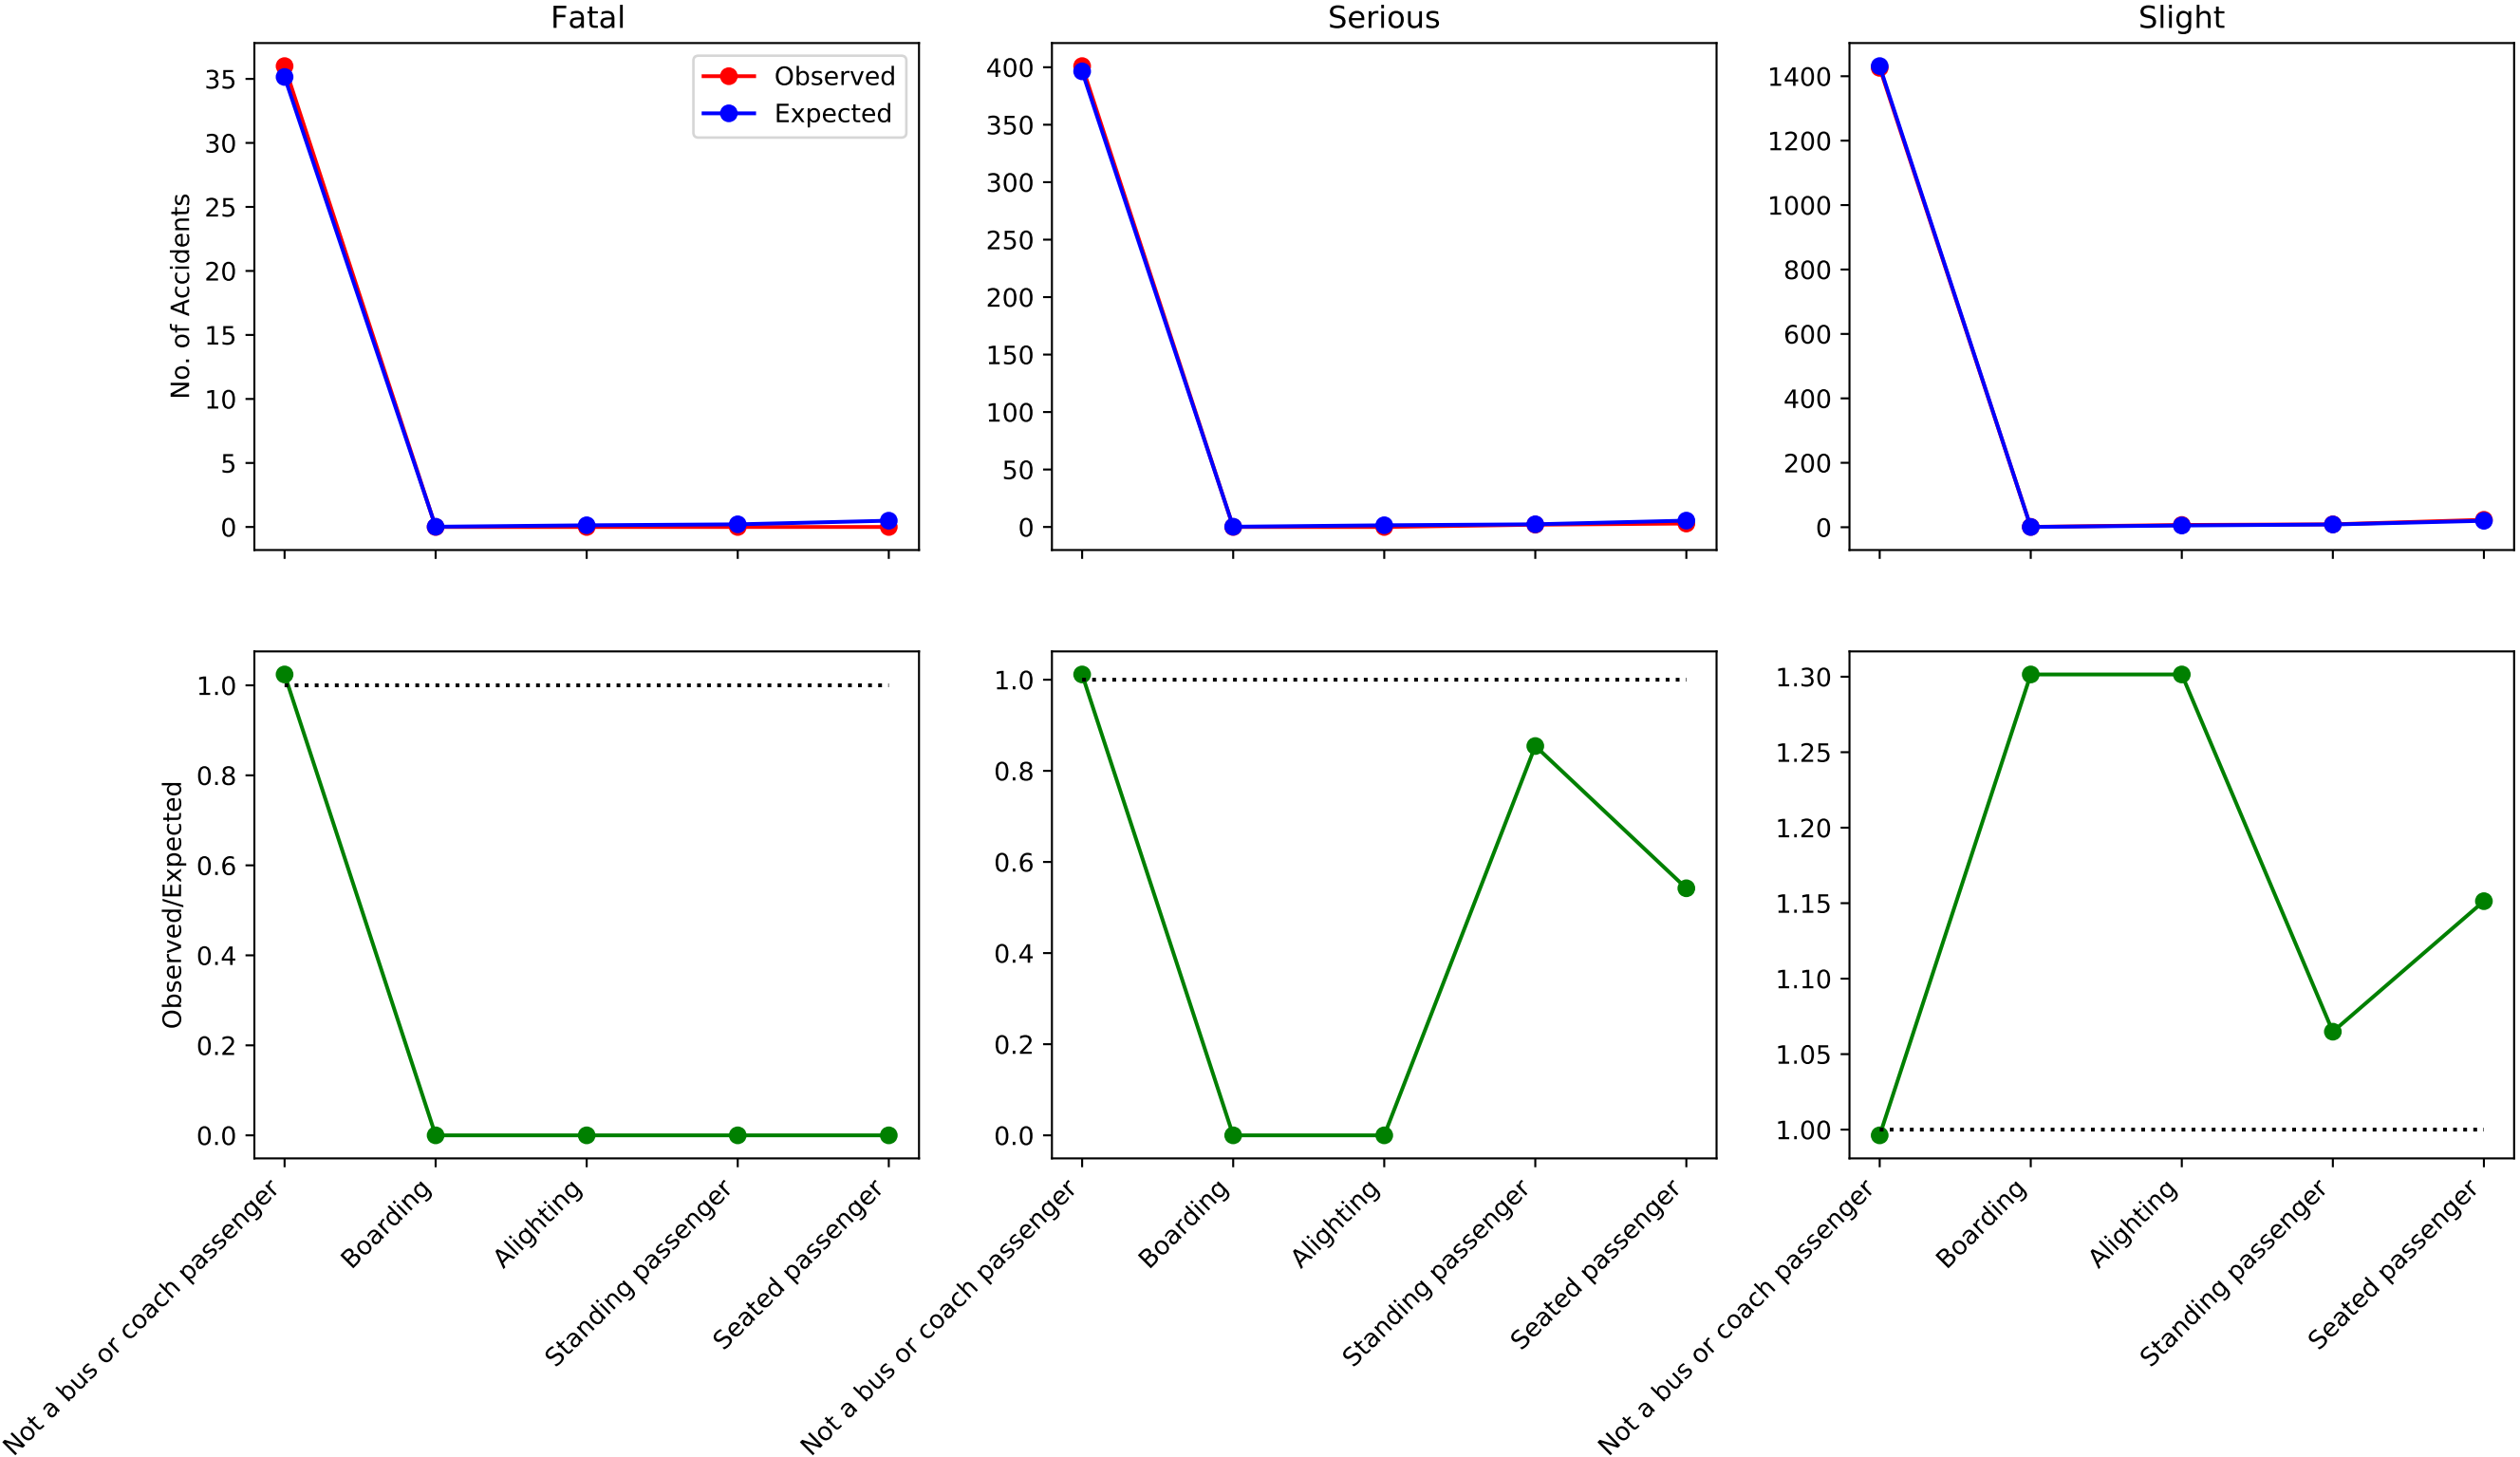 Fatal
Serious
Slight
No. of Accidents
35
30
25
20
15
10
5
0
Observed
Expected
400
350
300
250
200
150
100
50
0
1400
1200
1000
800
600
400
200
0
Observed/Expected
1.0
0.8
0.6
0.4
0.2
0.0
1.0
0.8
0.6
0.4
0.2
0.0
1.30
1.25
1.20
1.15
1.10
1.05
1.00
Not a bus or coach passenger
Boarding
Alighting
Standing passenger
Seated passenger
Not a bus or coach passenger
Boarding
Alighting
Standing passenger
Seated passenger
Not a bus or coach passenger
Boarding
Alighting
Standing passenger
Seated passenger